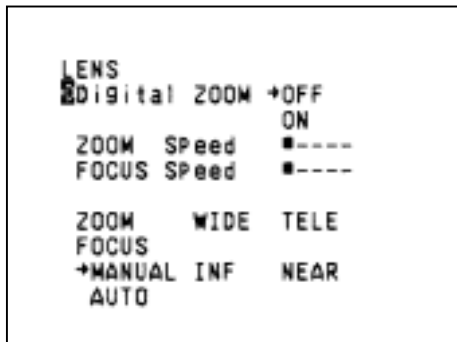 LENS
Digital ZOOM →OFF
ON
ZOOM SPeed ■----
FOCUS SPeed ■----
ZOOM WIDE TELE
FOCUS
→MANUAL INF NEAR
AUTO